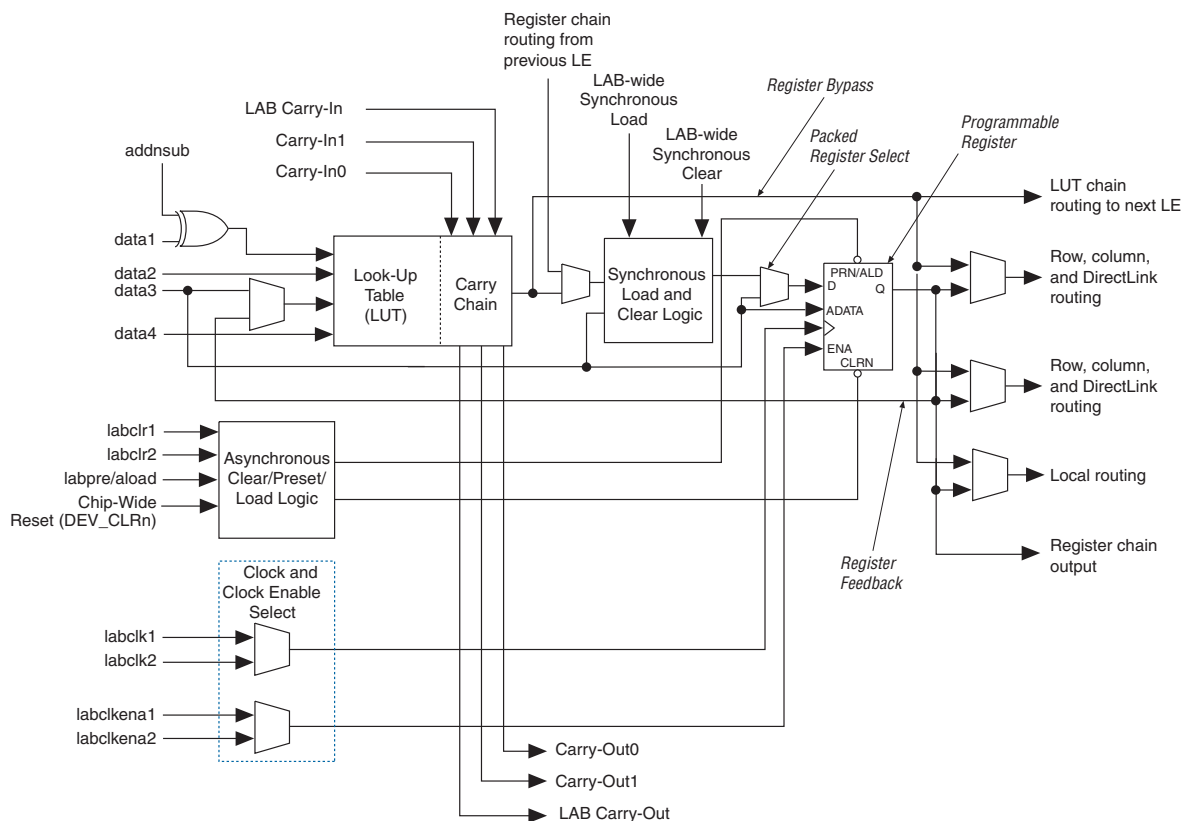 Register chain
routing from
previous LE
LAB-wide
Synchronous
Load
LAB-wide
Synchronous
Clear
Register Bypass
Packed
Register Select
Programmable
Register
LAB Carry-In
Carry-In1
Carry-In0
addnsub
data1
data2
data3
data4
Look-Up
Table
(LUT)
Carry
Chain
Synchronous
Load and
Clear Logic
PRN/ALD
D
Q
ADATA
ENA
CLRN
LUT chain
routing to next LE
Row, column,
and DirectLink
routing
Row, column,
and DirectLink
routing
Local routing
Register chain
output
Register
Feedback
labclr1
labclr2
labpre/aload
Chip-Wide
Reset (DEV_CLRn)
Asynchronous
Clear/Preset/
Load Logic
Clock and
Clock Enable
Select
labclk1
labclk2
labclkena1
labclkena2
Carry-Out0
Carry-Out1
LAB Carry-Out